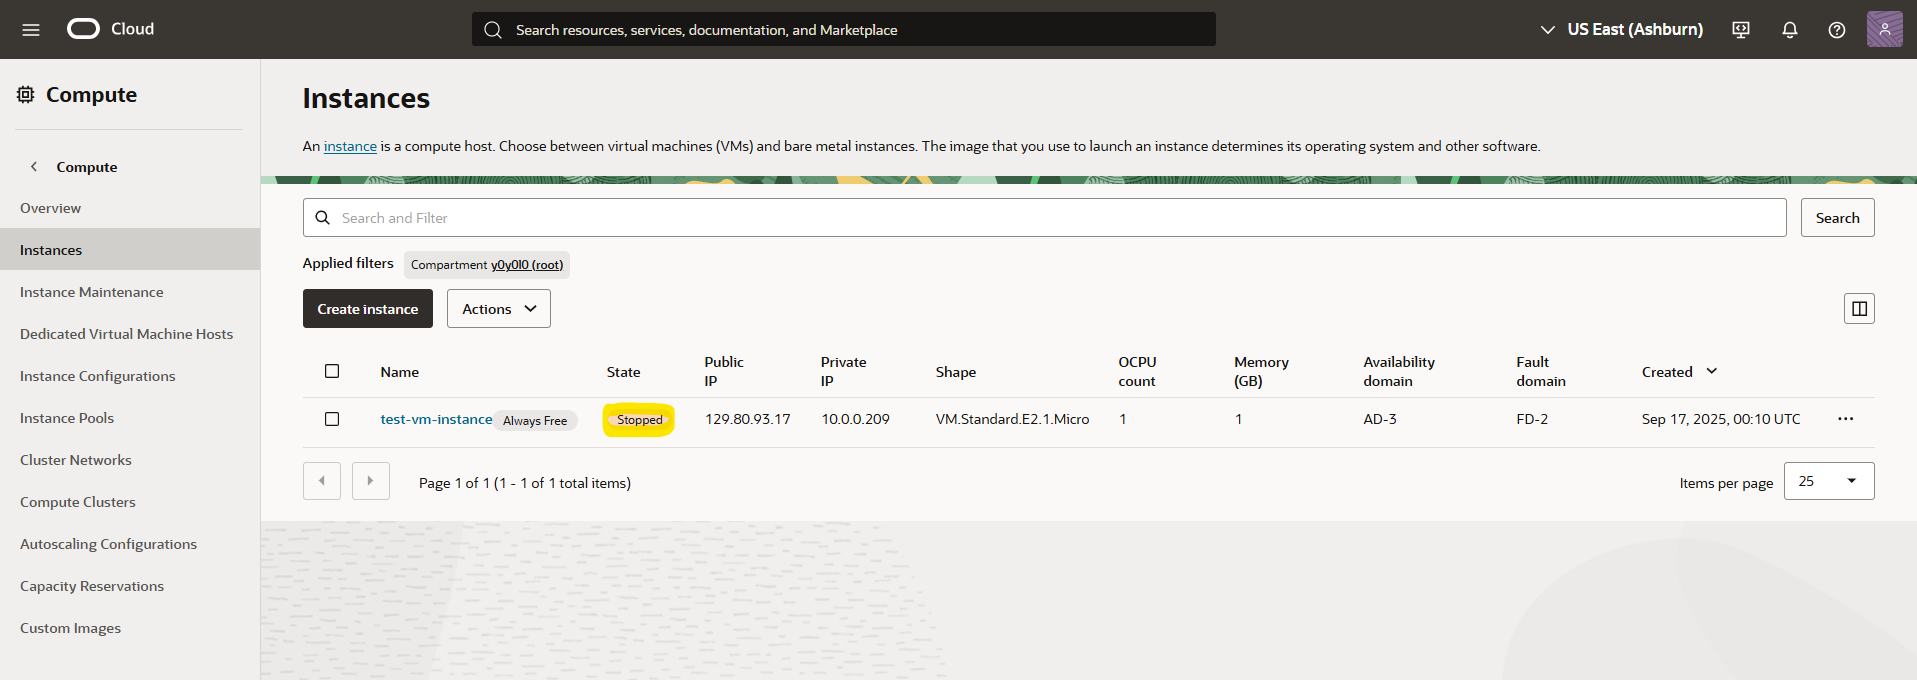 Cloud
Search resources, services, documentation, and Marketplace
US East (Ashburn)
Compute
Compute
Overview
Instances
Instance Maintenance
Dedicated Virtual Machine Hosts
Instance Configurations
Instance Pools
Cluster Networks
Compute Clusters
Autoscaling Configurations
Capacity Reservations
Custom Images
Instances
An instance is a compute host. Choose between virtual machines (VMs) and bare metal instances. The image that you use to launch an instance determines its operating system and other software.
Search and Filter
Search
Applied filters Compartment y0y0l0 (root)
Create instance Actions
Name State Public IP Private IP Shape OCPU count Memory (GB) Availability domain Fault domain Created
test-vm-instance Always Free Stopped 129.80.93.17 10.0.0.209 VM.Standard.E2.1.Micro 1 1 AD-3 FD-2 Sep 17, 2025, 00:10 UTC
Page 1 of 1 (1 - 1 of 1 total items) Items per page 25